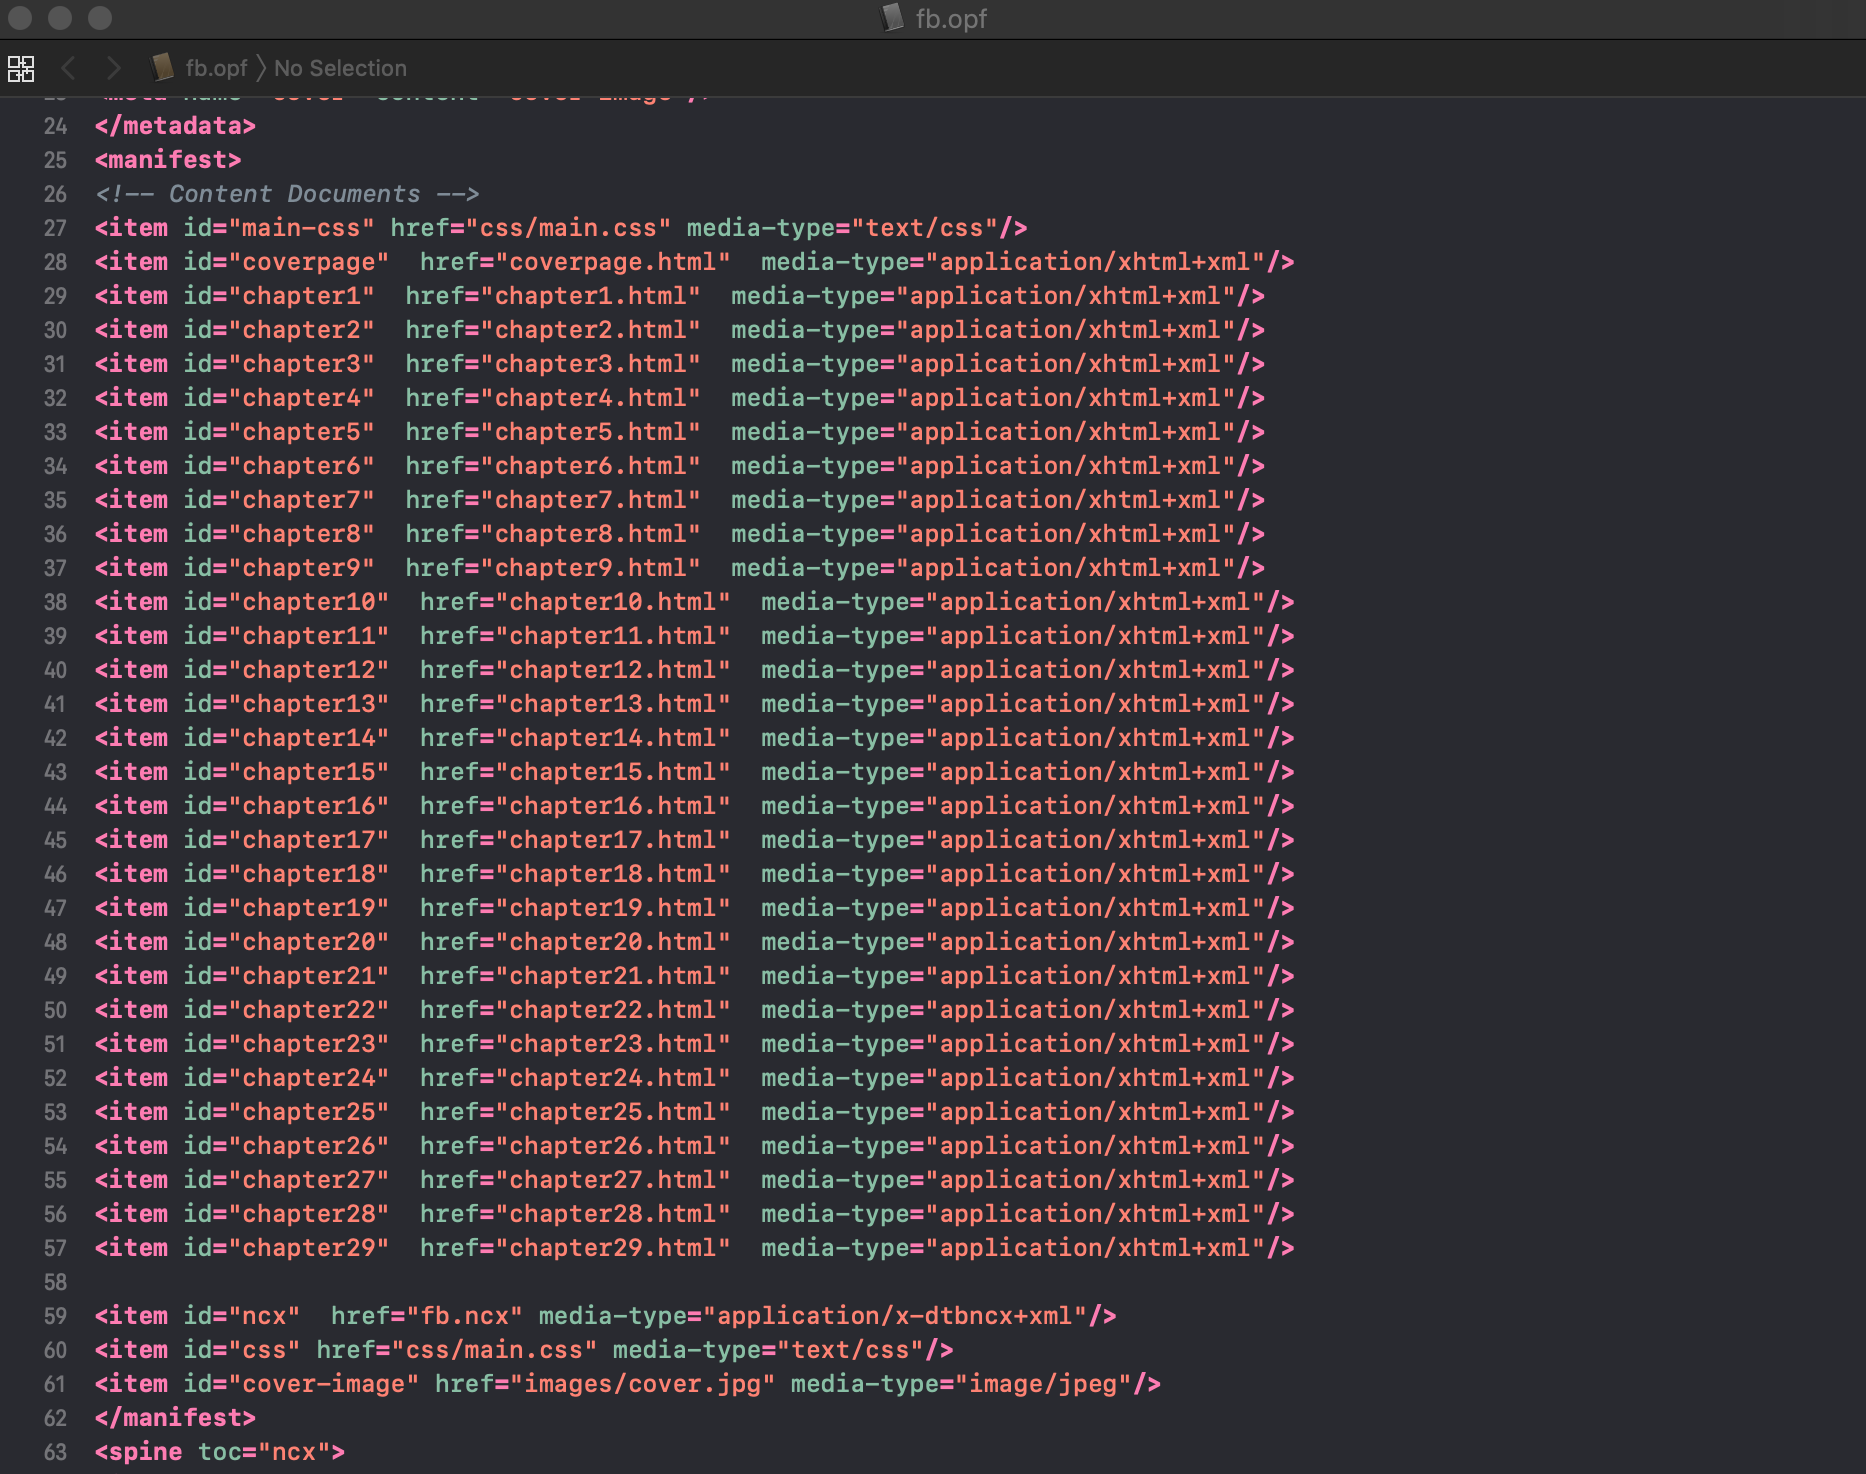 fb.opf
fb.opf 〉No Selection
<meta name="cover" content="cover-image"/>
24 </metadata>
25 <manifest>
26 <!-- Content Documents -->
27 <item id="main-css" href="css/main.css" media-type="text/css"/>
28 <item id="coverpage"  href="coverpage.html"  media-type="application/xhtml+xml"/>
29 <item id="chapter1"  href="chapter1.html"  media-type="application/xhtml+xml"/>
30 <item id="chapter2"  href="chapter2.html"  media-type="application/xhtml+xml"/>
31 <item id="chapter3"  href="chapter3.html"  media-type="application/xhtml+xml"/>
32 <item id="chapter4"  href="chapter4.html"  media-type="application/xhtml+xml"/>
33 <item id="chapter5"  href="chapter5.html"  media-type="application/xhtml+xml"/>
34 <item id="chapter6"  href="chapter6.html"  media-type="application/xhtml+xml"/>
35 <item id="chapter7"  href="chapter7.html"  media-type="application/xhtml+xml"/>
36 <item id="chapter8"  href="chapter8.html"  media-type="application/xhtml+xml"/>
37 <item id="chapter9"  href="chapter9.html"  media-type="application/xhtml+xml"/>
38 <item id="chapter10"  href="chapter10.html"  media-type="application/xhtml+xml"/>
39 <item id="chapter11"  href="chapter11.html"  media-type="application/xhtml+xml"/>
40 <item id="chapter12"  href="chapter12.html"  media-type="application/xhtml+xml"/>
41 <item id="chapter13"  href="chapter13.html"  media-type="application/xhtml+xml"/>
42 <item id="chapter14"  href="chapter14.html"  media-type="application/xhtml+xml"/>
43 <item id="chapter15"  href="chapter15.html"  media-type="application/xhtml+xml"/>
44 <item id="chapter16"  href="chapter16.html"  media-type="application/xhtml+xml"/>
45 <item id="chapter17"  href="chapter17.html"  media-type="application/xhtml+xml"/>
46 <item id="chapter18"  href="chapter18.html"  media-type="application/xhtml+xml"/>
47 <item id="chapter19"  href="chapter19.html"  media-type="application/xhtml+xml"/>
48 <item id="chapter20"  href="chapter20.html"  media-type="application/xhtml+xml"/>
49 <item id="chapter21"  href="chapter21.html"  media-type="application/xhtml+xml"/>
50 <item id="chapter22"  href="chapter22.html"  media-type="application/xhtml+xml"/>
51 <item id="chapter23"  href="chapter23.html"  media-type="application/xhtml+xml"/>
52 <item id="chapter24"  href="chapter24.html"  media-type="application/xhtml+xml"/>
53 <item id="chapter25"  href="chapter25.html"  media-type="application/xhtml+xml"/>
54 <item id="chapter26"  href="chapter26.html"  media-type="application/xhtml+xml"/>
55 <item id="chapter27"  href="chapter27.html"  media-type="application/xhtml+xml"/>
56 <item id="chapter28"  href="chapter28.html"  media-type="application/xhtml+xml"/>
57 <item id="chapter29"  href="chapter29.html"  media-type="application/xhtml+xml"/>
58
59 <item id="ncx"  href="fb.ncx" media-type="application/x-dtbncx+xml"/>
60 <item id="css" href="css/main.css" media-type="text/css"/>
61 <item id="cover-image" href="images/cover.jpg" media-type="image/jpeg"/>
62 </manifest>
63 <spine toc="ncx">